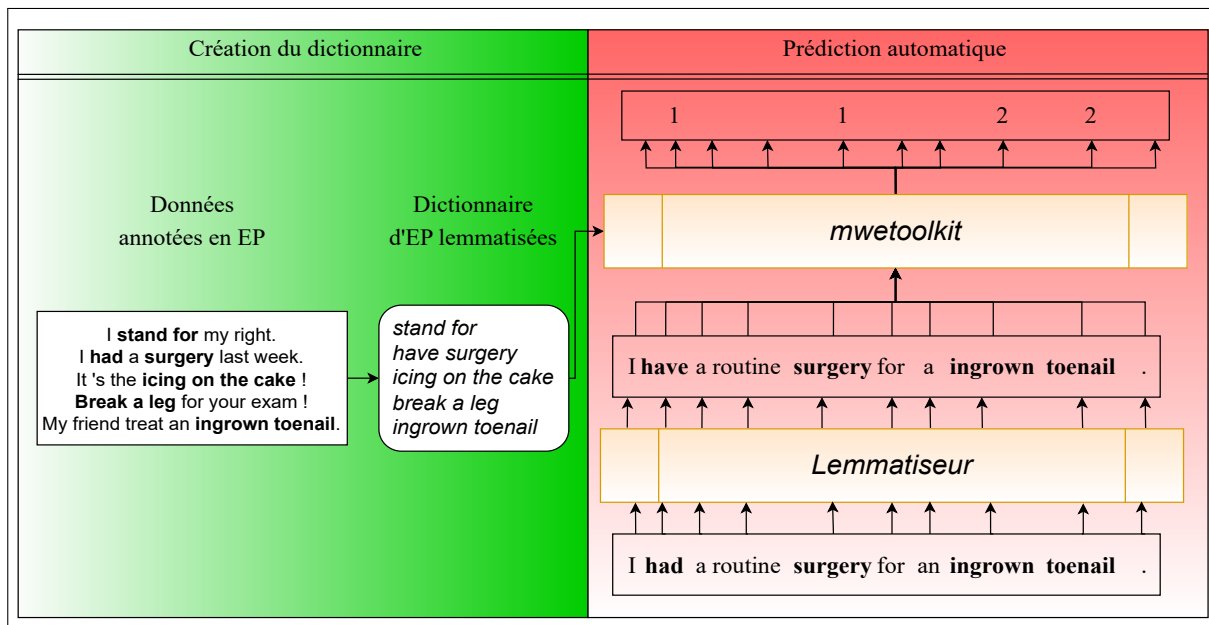 Création du dictionnaire
Prédiction automatique
Données
annotées en EP
Dictionnaire
d'EP lemmatisées
I stand for my right.
I had a surgery last week.
It 's the icing on the cake !
Break a leg for your exam !
My friend treat an ingrown toenail.
stand for
have surgery
icing on the cake
break a leg
ingrown toenail
1 1 2 2
mwetoolkit
I have a routine surgery for a ingrown toenail .
Lemmatiseur
I had a routine surgery for an ingrown toenail .